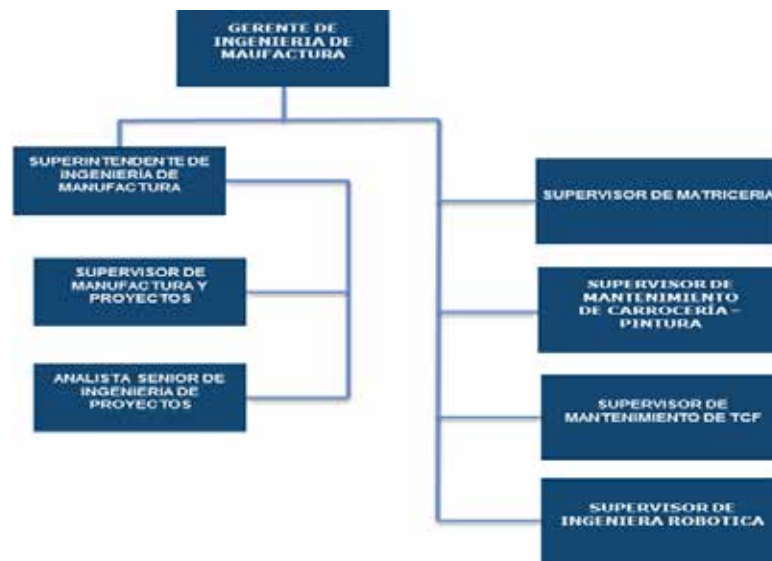 GERENTE DE
INGENIERIA DE
MAUFACTURA
SUPERINTENDENTE DE
INGENIERÍA DE
MANUFACTURA
SUPERVISOR DE
MANUFACTURA Y
PROYECTOS
ANALISTA SENIOR DE
INGENIERÍA DE
PROYECTOS
SUPERVISOR DE MATRICERIA
SUPERVISOR DE
MANTENIMIENTO
DE CARROCERÍA –
PINTURA
SUPERVISOR DE
MANTENIMIENTO DE TCF
SUPERVISOR DE
INGENIERA ROBOTICA